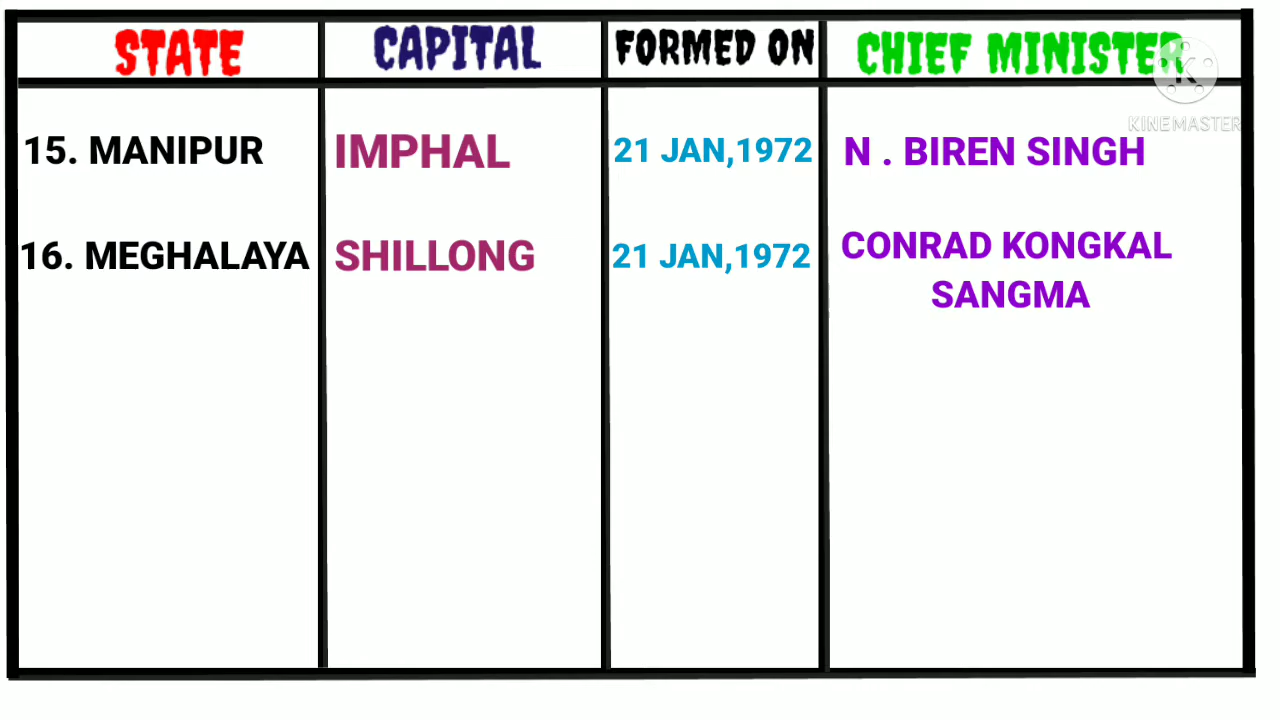 STATE CAPITAL FORMED ON CHIEF MINISTER
KINEMASTER
15. MANIPUR IMPHAL 21 JAN,1972 N . BIREN SINGH
16. MEGHALAYA SHILLONG 21 JAN,1972 CONRAD KONGKAL
SANGMA